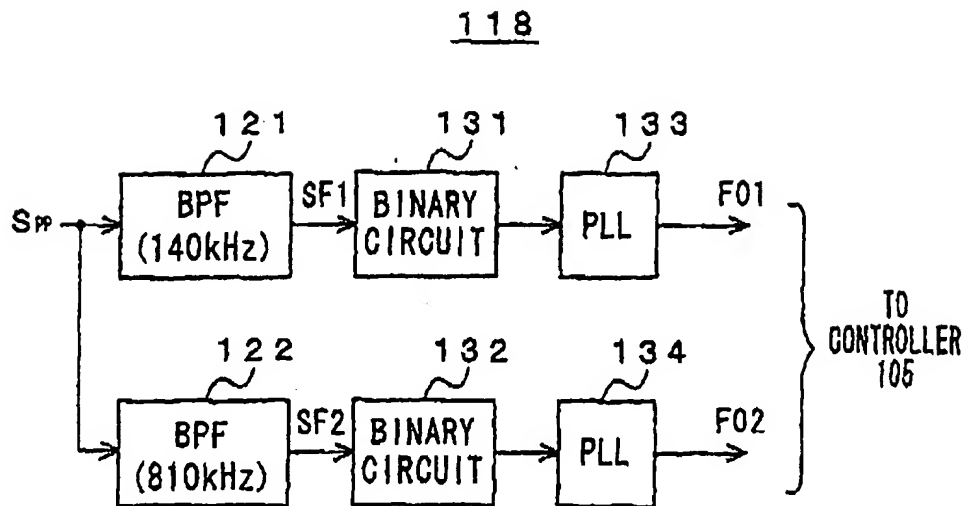 118
121
131
133
SPP
BPF
(140kHz)
SF1
BINARY
CIRCUIT
PLL
F01
122
132
134
BPF
(810kHz)
SF2
BINARY
CIRCUIT
PLL
F02
TO
CONTROLLER
105